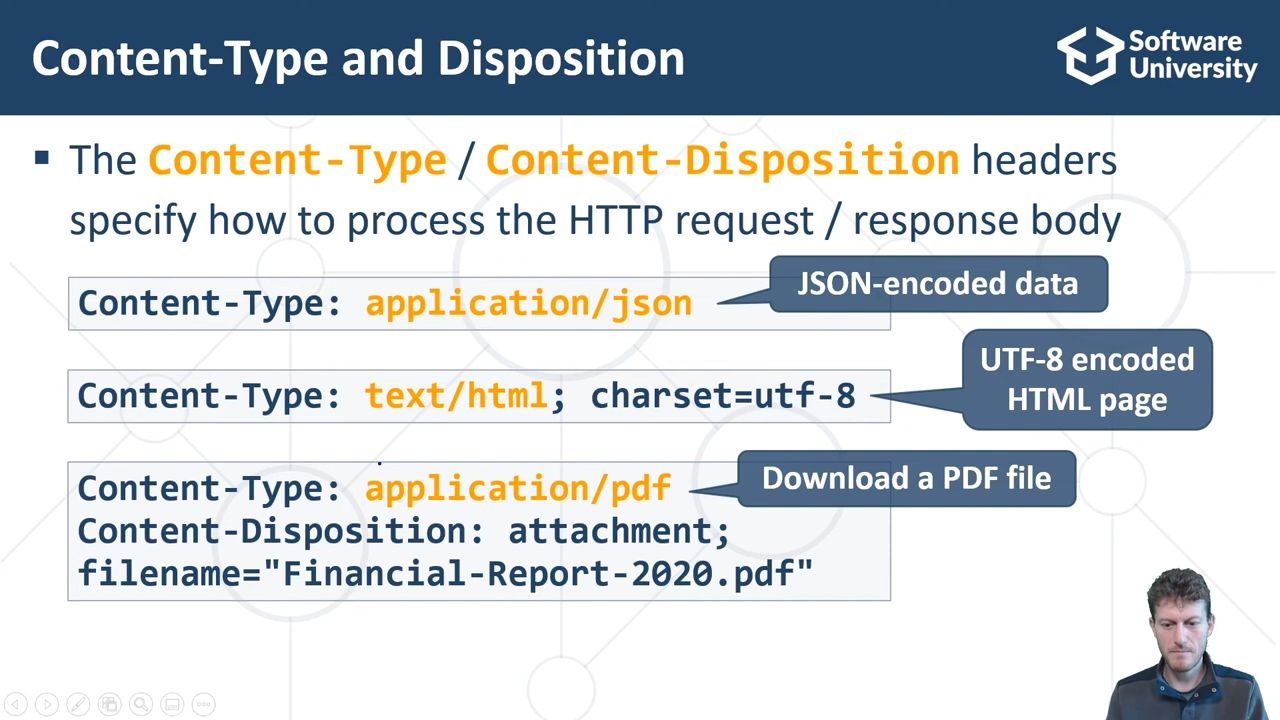 Content-Type and Disposition
Software
University
▪ The Content-Type / Content-Disposition headers
specify how to process the HTTP request / response body
JSON-encoded data
Content-Type: application/json
UTF-8 encoded
HTML page
Content-Type: text/html; charset=utf-8
Download a PDF file
Content-Type: application/pdf
Content-Disposition: attachment;
filename="Financial-Report-2020.pdf"